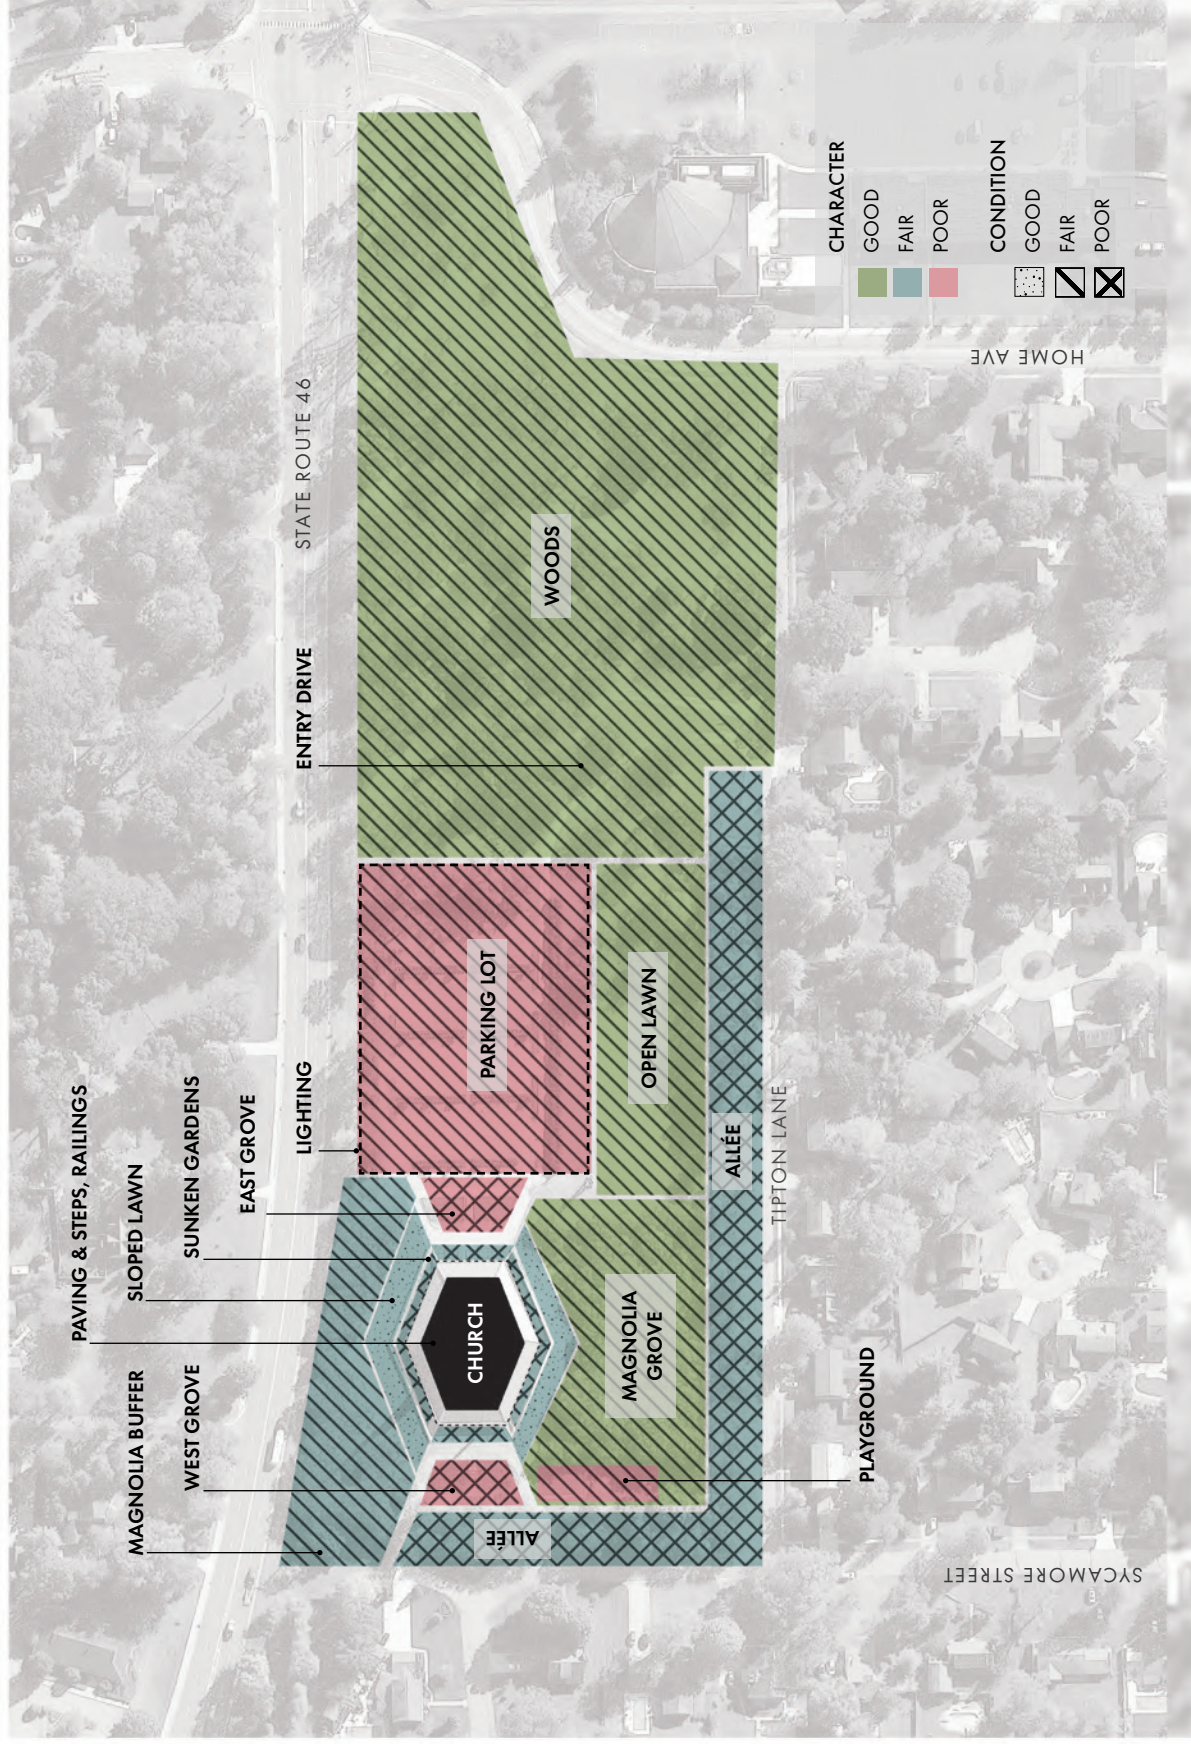 PAVING & STEPS, RAILINGS
MAGNOLIA BUFFER
SLOPED LAWN
WEST GROVE
SUNKEN GARDENS
EAST GROVE
LIGHTING
ENTRY DRIVE
STATE ROUTE 46
CHURCH
PARKING LOT
ALLÉE
WOODS
MAGNOLIA
GROVE
OPEN LAWN
ALLÉE
TIPTON LANE
PLAYGROUND
SYCAMORE STREET
HOME AVE
CHARACTER
GOOD
FAIR
POOR
CONDITION
GOOD
FAIR
POOR